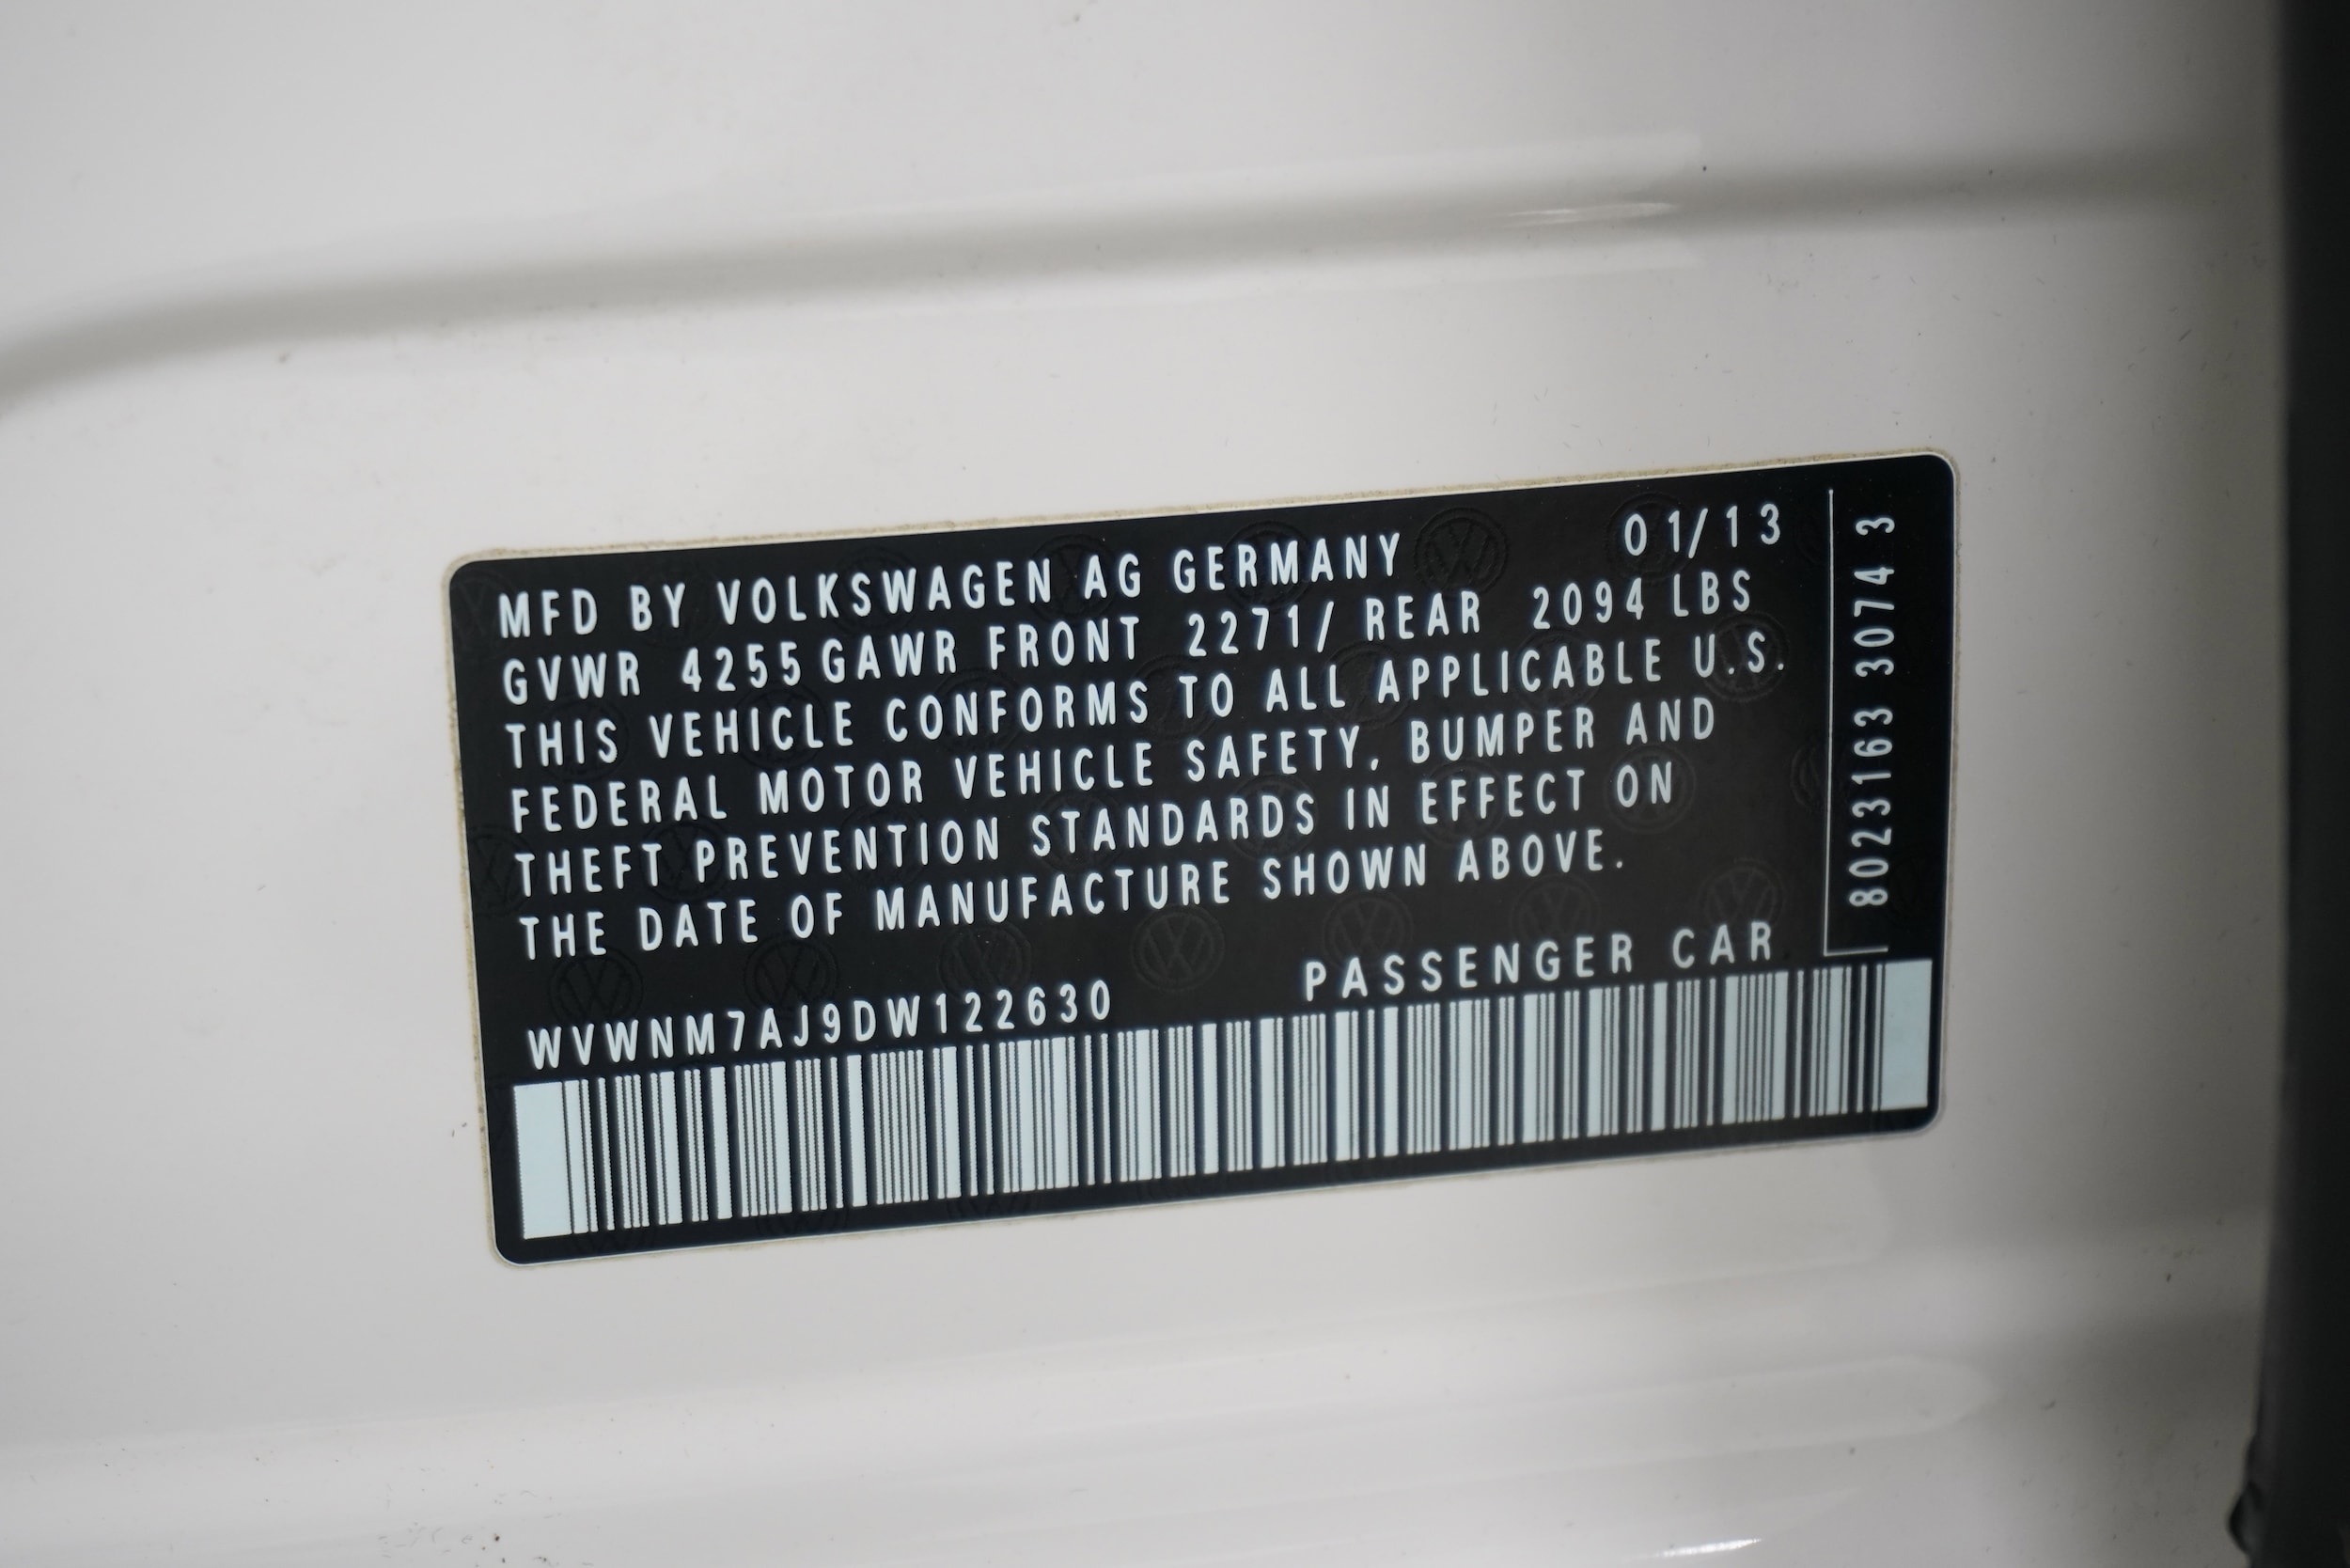 MFD BY VOLKSWAGEN AG GERMANY 01/13
GVWR 4255 GAWR FRONT 2271/ REAR 2094 LBS
THIS VEHICLE CONFORMS TO ALL APPLICABLE U.S.
FEDERAL MOTOR VEHICLE SAFETY, BUMPER AND
THEFT PREVENTION STANDARDS IN EFFECT ON
THE DATE OF MANUFACTURE SHOWN ABOVE.
PASSENGER CAR
WVWNM7AJ9DW122630
8023163 3074 3